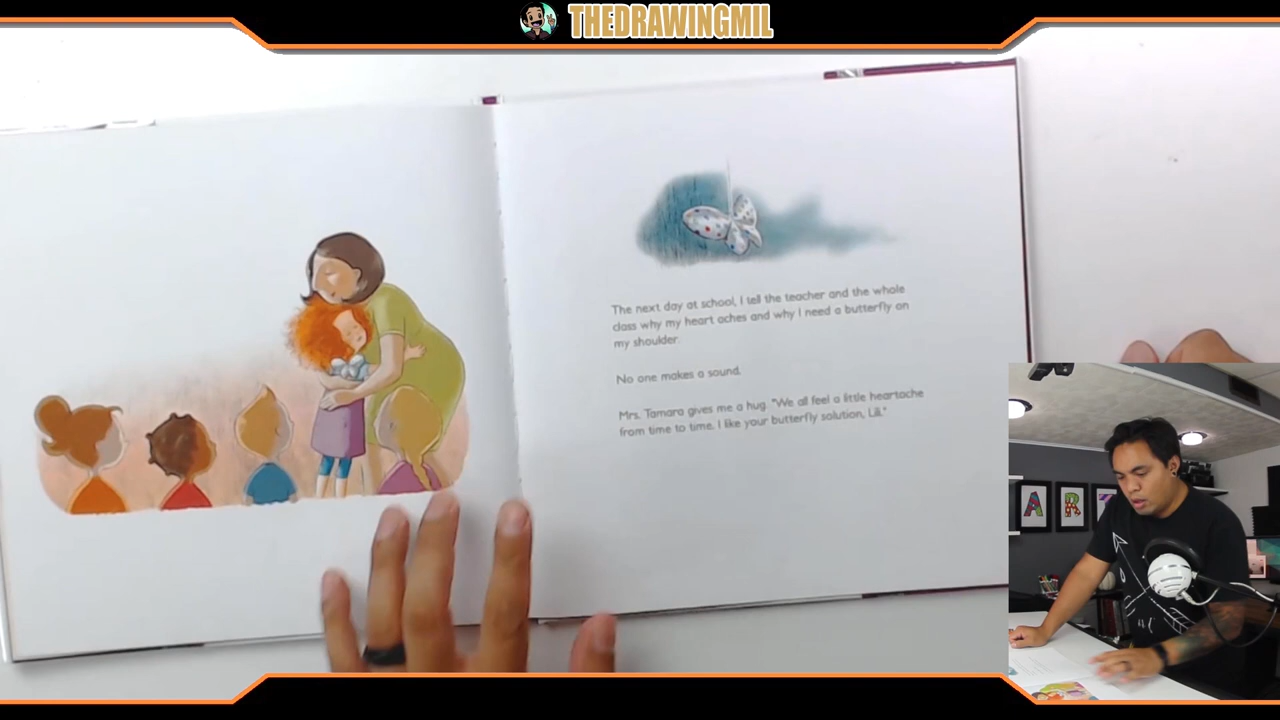 THEDRAWINGMIL
The next day at school, I tell the teacher and the whole
class why my heart aches and why I need a butterfly on
my shoulder.
No one makes a sound.
Mrs. Tamara gives me a hug. "We all feel a little heartache
from time to time. I like your butterfly solution, Lili."
A R T